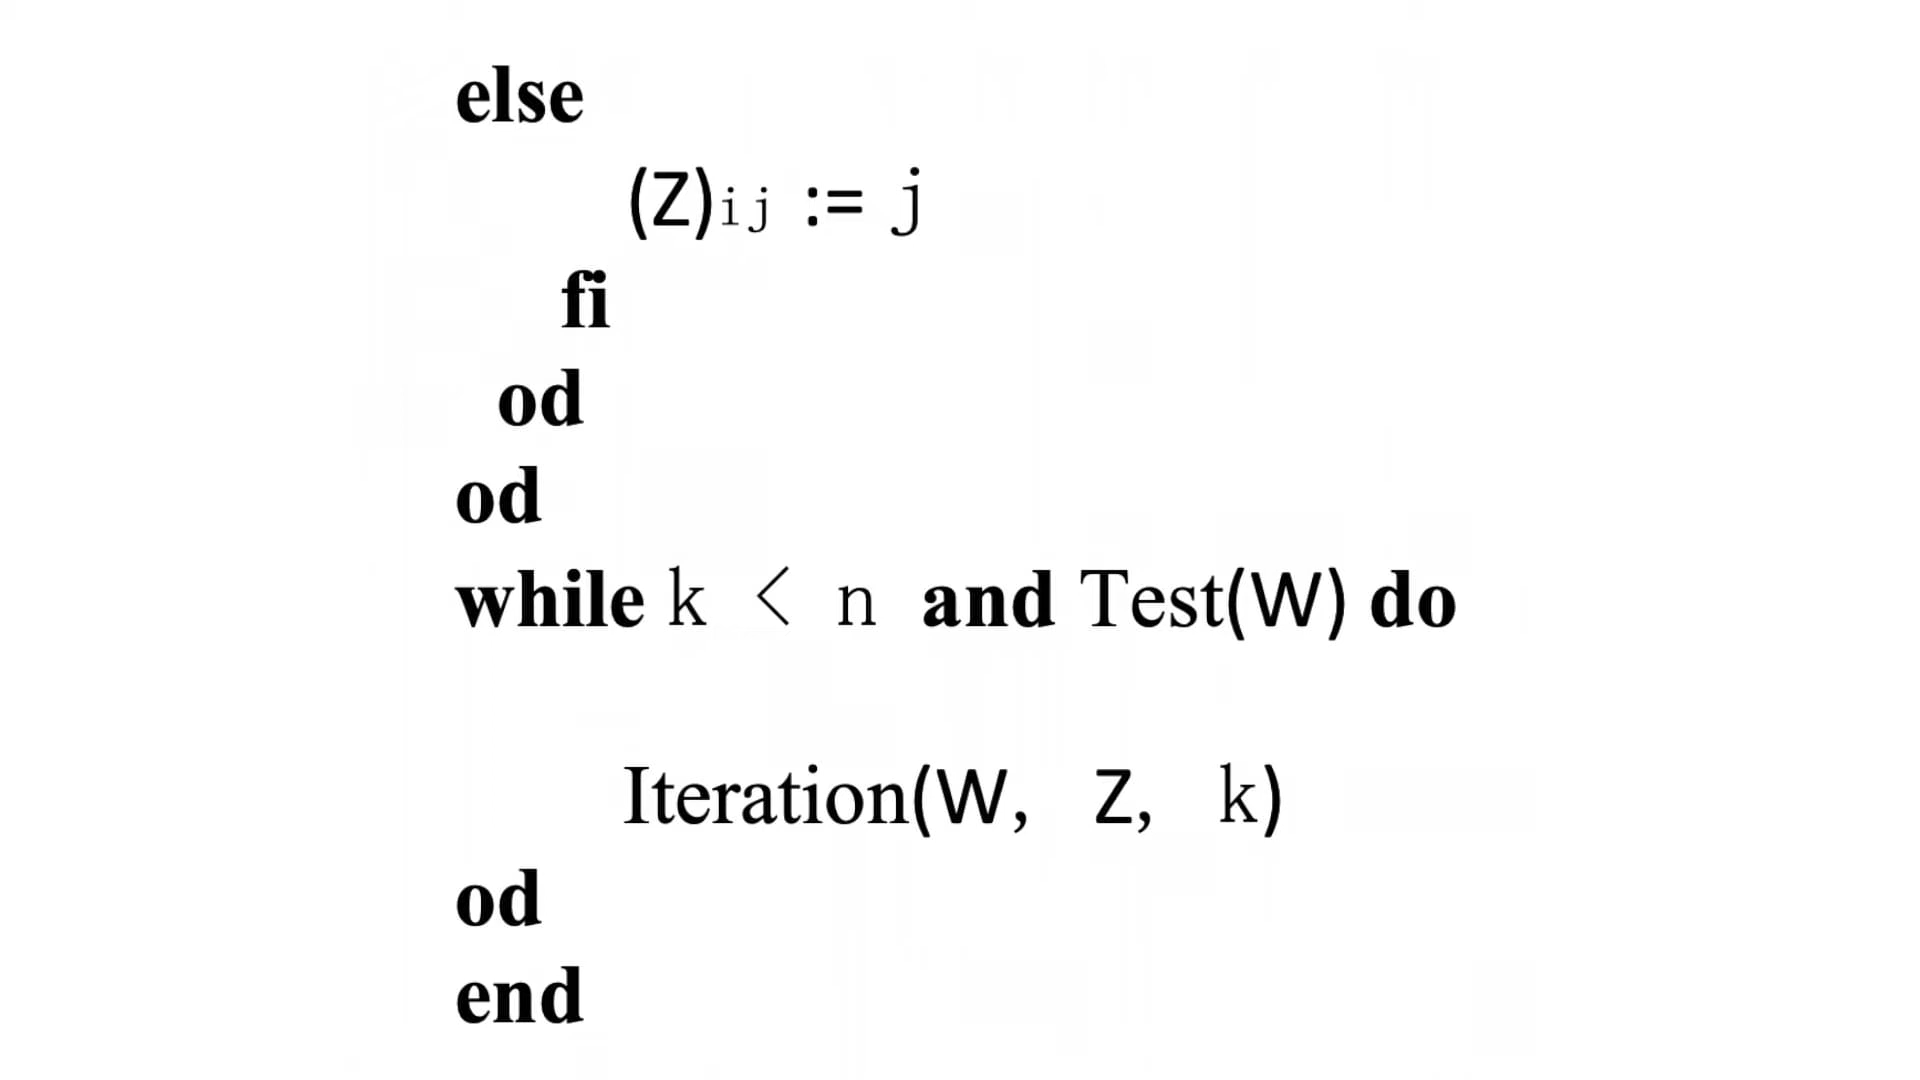 else
(Z)ij := j
fi
od
od
while k < n and Test(W) do
Iteration(W, Z, k)
od
end